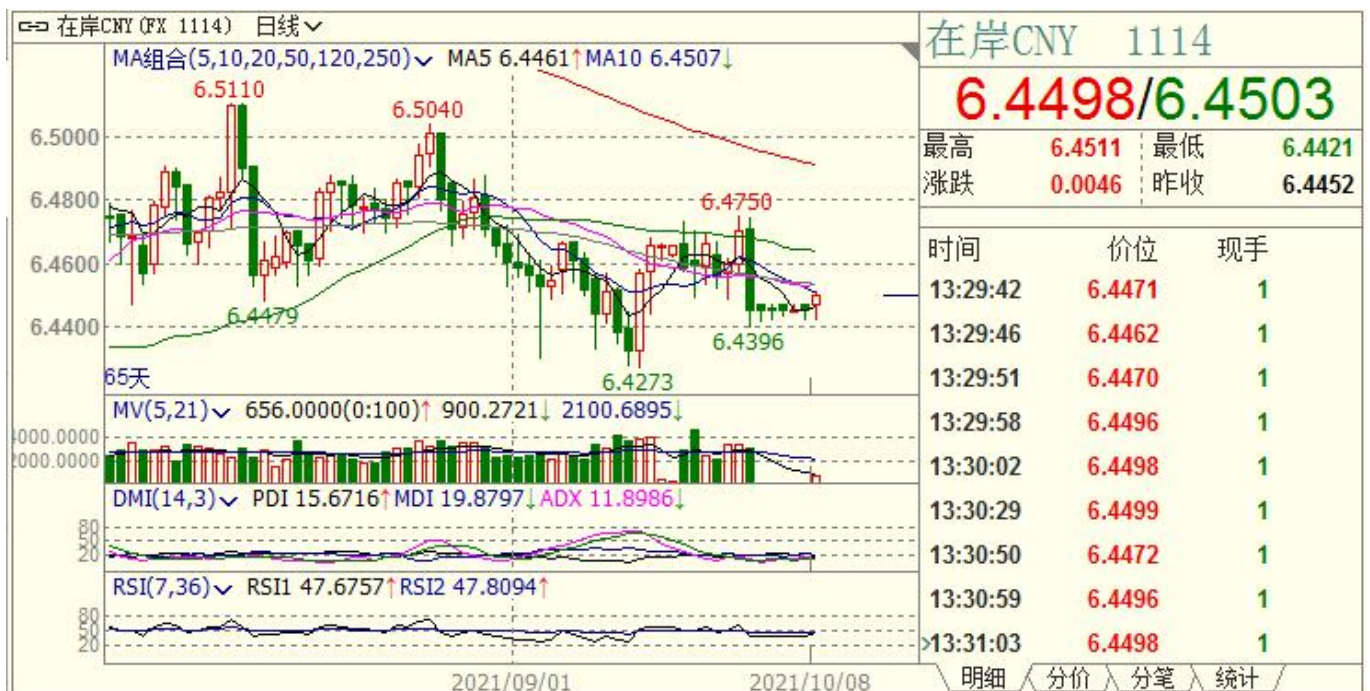 在岸CNY(FX 1114) 日线
MA组合(5,10,20,50,120,250) MA5 6.4461↑MA10 6.4507↓
6.5110
6.5040
6.5000
6.4800
6.4750
6.4600
6.4479
6.4400
6.4396
6.4273
65天
MV(5,21) 656.0000(0:100)↑ 900.2721↓ 2100.6895↓
4000.0000
2000.0000
DMI(14,3) PDI 15.6716↑MDI 19.8797↓ADX 11.8986↓
80
50
20
RSI(7,36) RSI1 47.6757↑RSI2 47.8094↑
80
50
20
2021/09/01 2021/10/08
在岸CNY 1114
6.4498/6.4503
最高 6.4511 最低 6.4421
涨跌 0.0046 昨收 6.4452
时间 价位 现手
13:29:42 6.4471 1
13:29:46 6.4462 1
13:29:51 6.4470 1
13:29:58 6.4496 1
13:30:02 6.4498 1
13:30:29 6.4499 1
13:30:50 6.4472 1
13:30:59 6.4496 1
>13:31:03 6.4498 1
明细 分价 分笔 统计